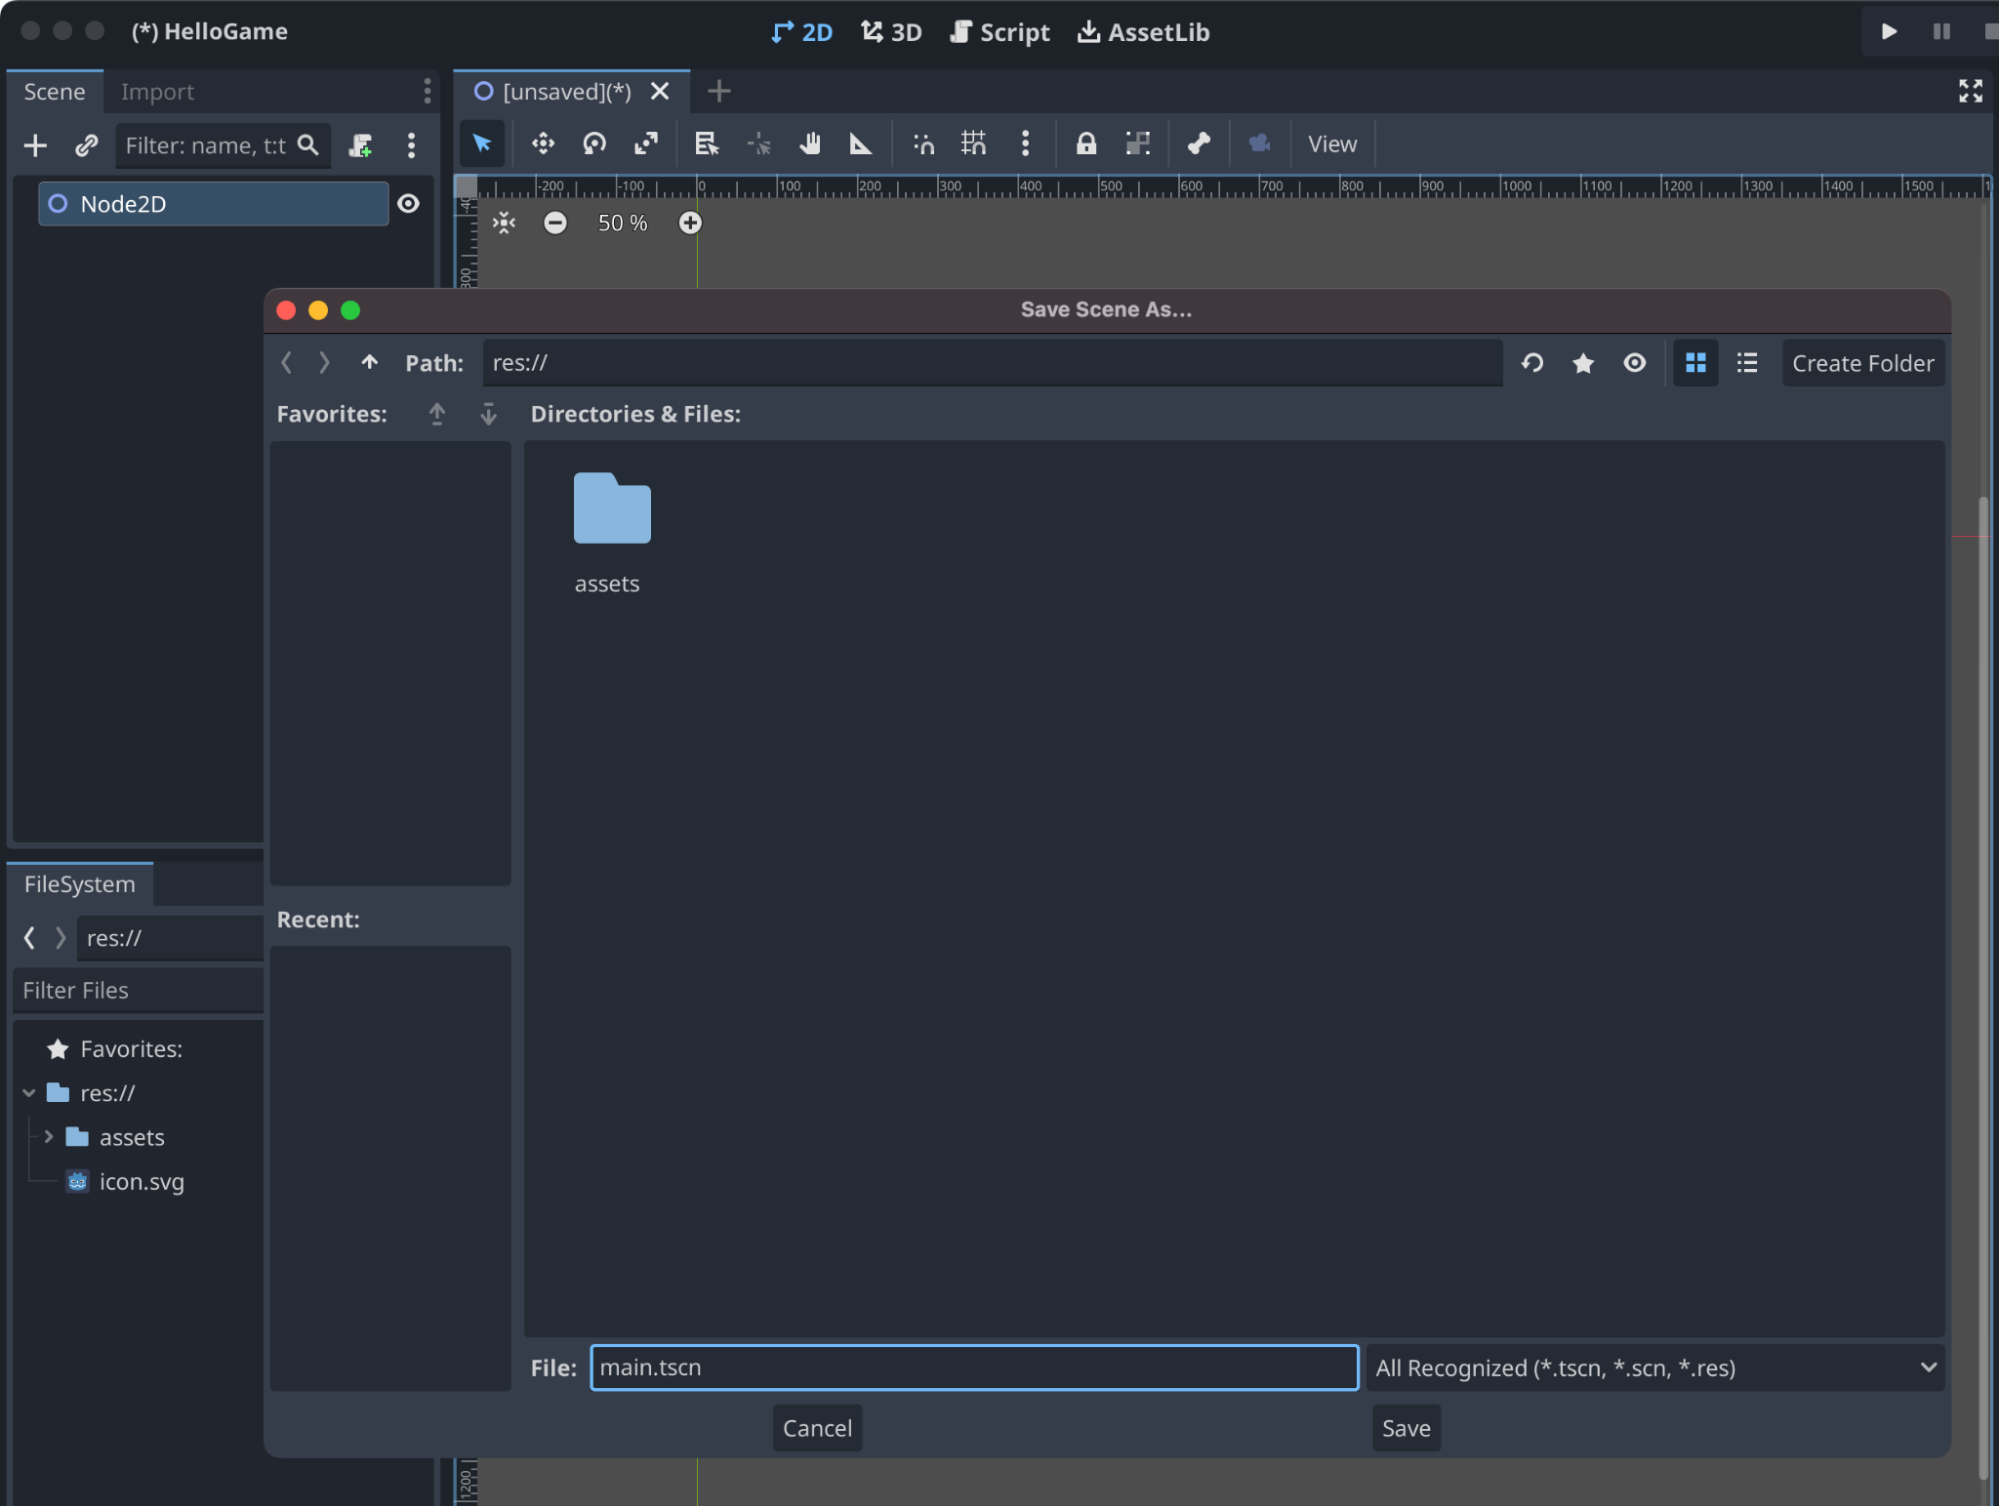 (*) HelloGame
2D 3D Script AssetLib
Scene Import
[unsaved](*)
Filter: name, t:t
View
-200 -100 0 100 200 300 400 500 600 700 800 900 1000 1100 1200 1300 1400 1500
Node2D
50 %
Save Scene As...
Path: res://
Create Folder
Favorites:
Directories & Files:
assets
FileSystem
Recent:
res://
Filter Files
Favorites:
res://
assets
icon.svg
File: main.tscn
All Recognized (*.tscn, *.scn, *.res)
Cancel
Save
1200